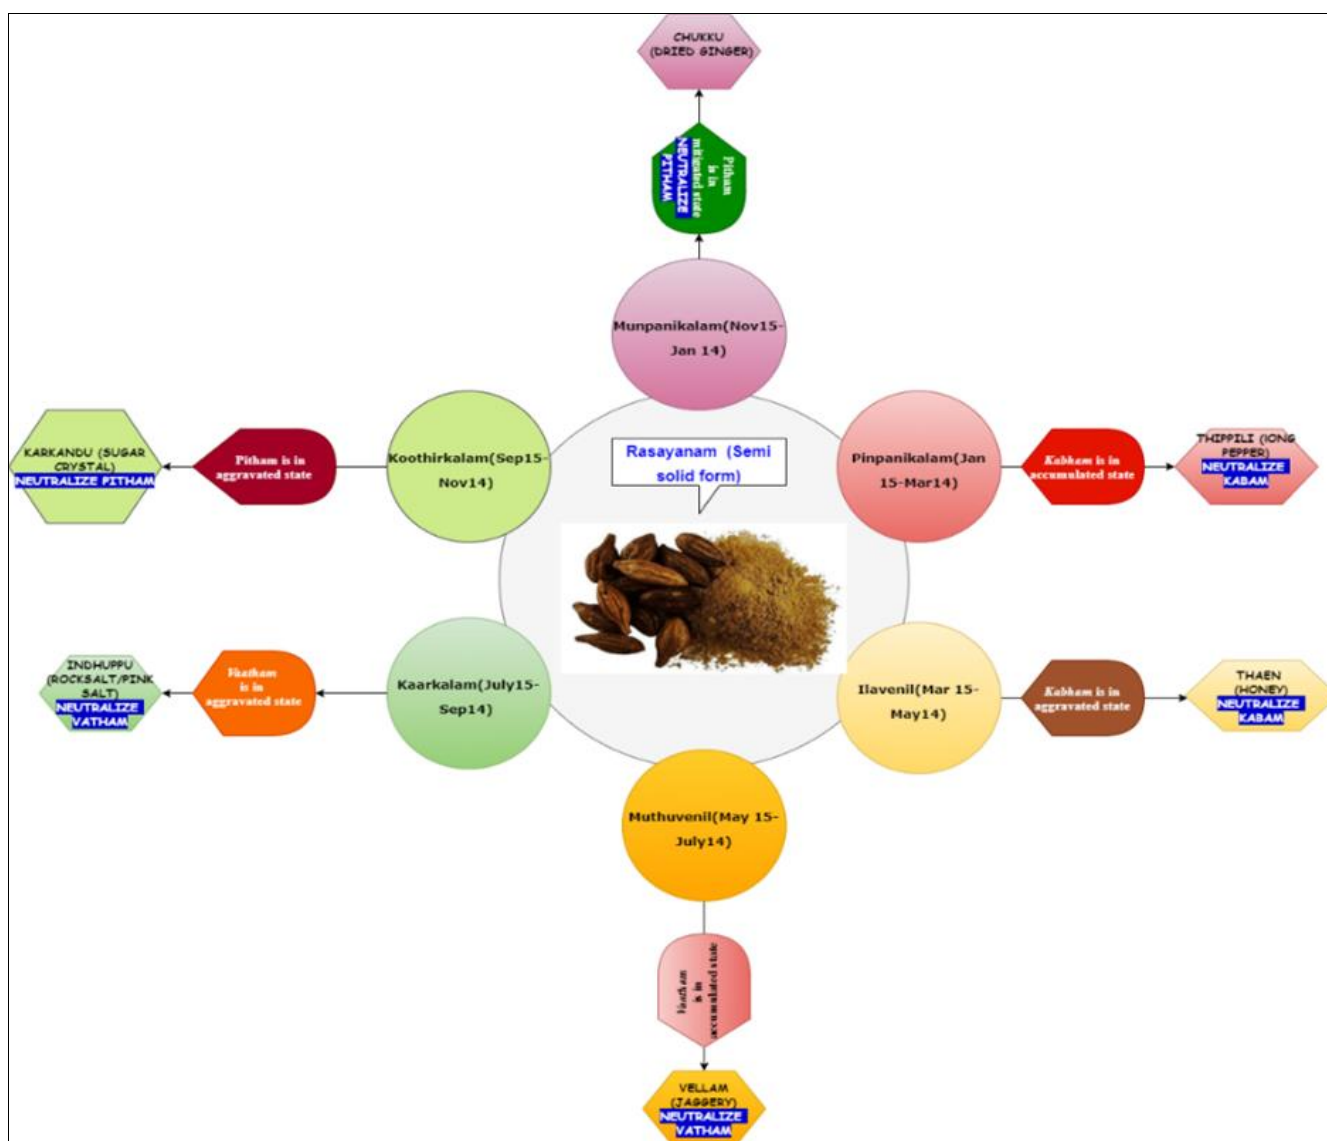 CHUKKU
(DRIED GINGER)
Pitham
is in
mitigated state
NEUTRALIZE
PITHAM
Munpanikalam(Nov15-
Jan 14)
Rasayanam (Semi
solid form)
Pinpanikalam(Jan
15-Mar14)
Kabham is in
accumulated state
THIPPILI (lONG
PEPPER)
NEUTRALIZE
KABAM
Ilavenil(Mar 15-
May14)
Kabham is in
aggravated state
THAEN
(HONEY)
NEUTRALIZE
KABAM
Muthuvenil(May 15-
July14)
Vaatham
is in
accumulated state
VELLAM
(JAGGERY)
NEUTRALIZE
VATHAM
Kaarkalam(July15-
Sep14)
Vaatham
is in
aggravated state
INDHUPPU
(ROCKSALT/PINK
SALT)
NEUTRALIZE
VATHAM
Koothirkalam(Sep15-
Nov14)
Pitham is in
aggravated state
KARKANDU (SUGAR
CRYSTAL)
NEUTRALIZE PITHAM